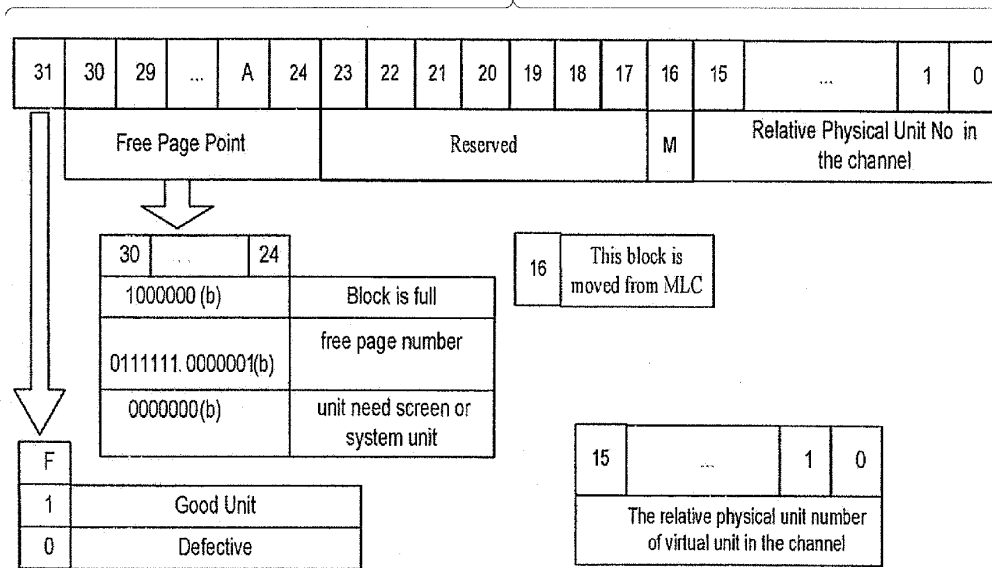 31 30 29 ... A 24 23 22 21 20 19 18 17 16 15 ... 1 0
Free Page Point Reserved M Relative Physical Unit No in
the channel
30 ... 24
1000000 (b) Block is full
free page number
0111111. 0000001(b)
0000000(b) unit need screen or
system unit
16 This block is
moved from MLC
F
1 Good Unit
0 Defective
15 ... 1 0
The relative physical unit number
of virtual unit in the channel